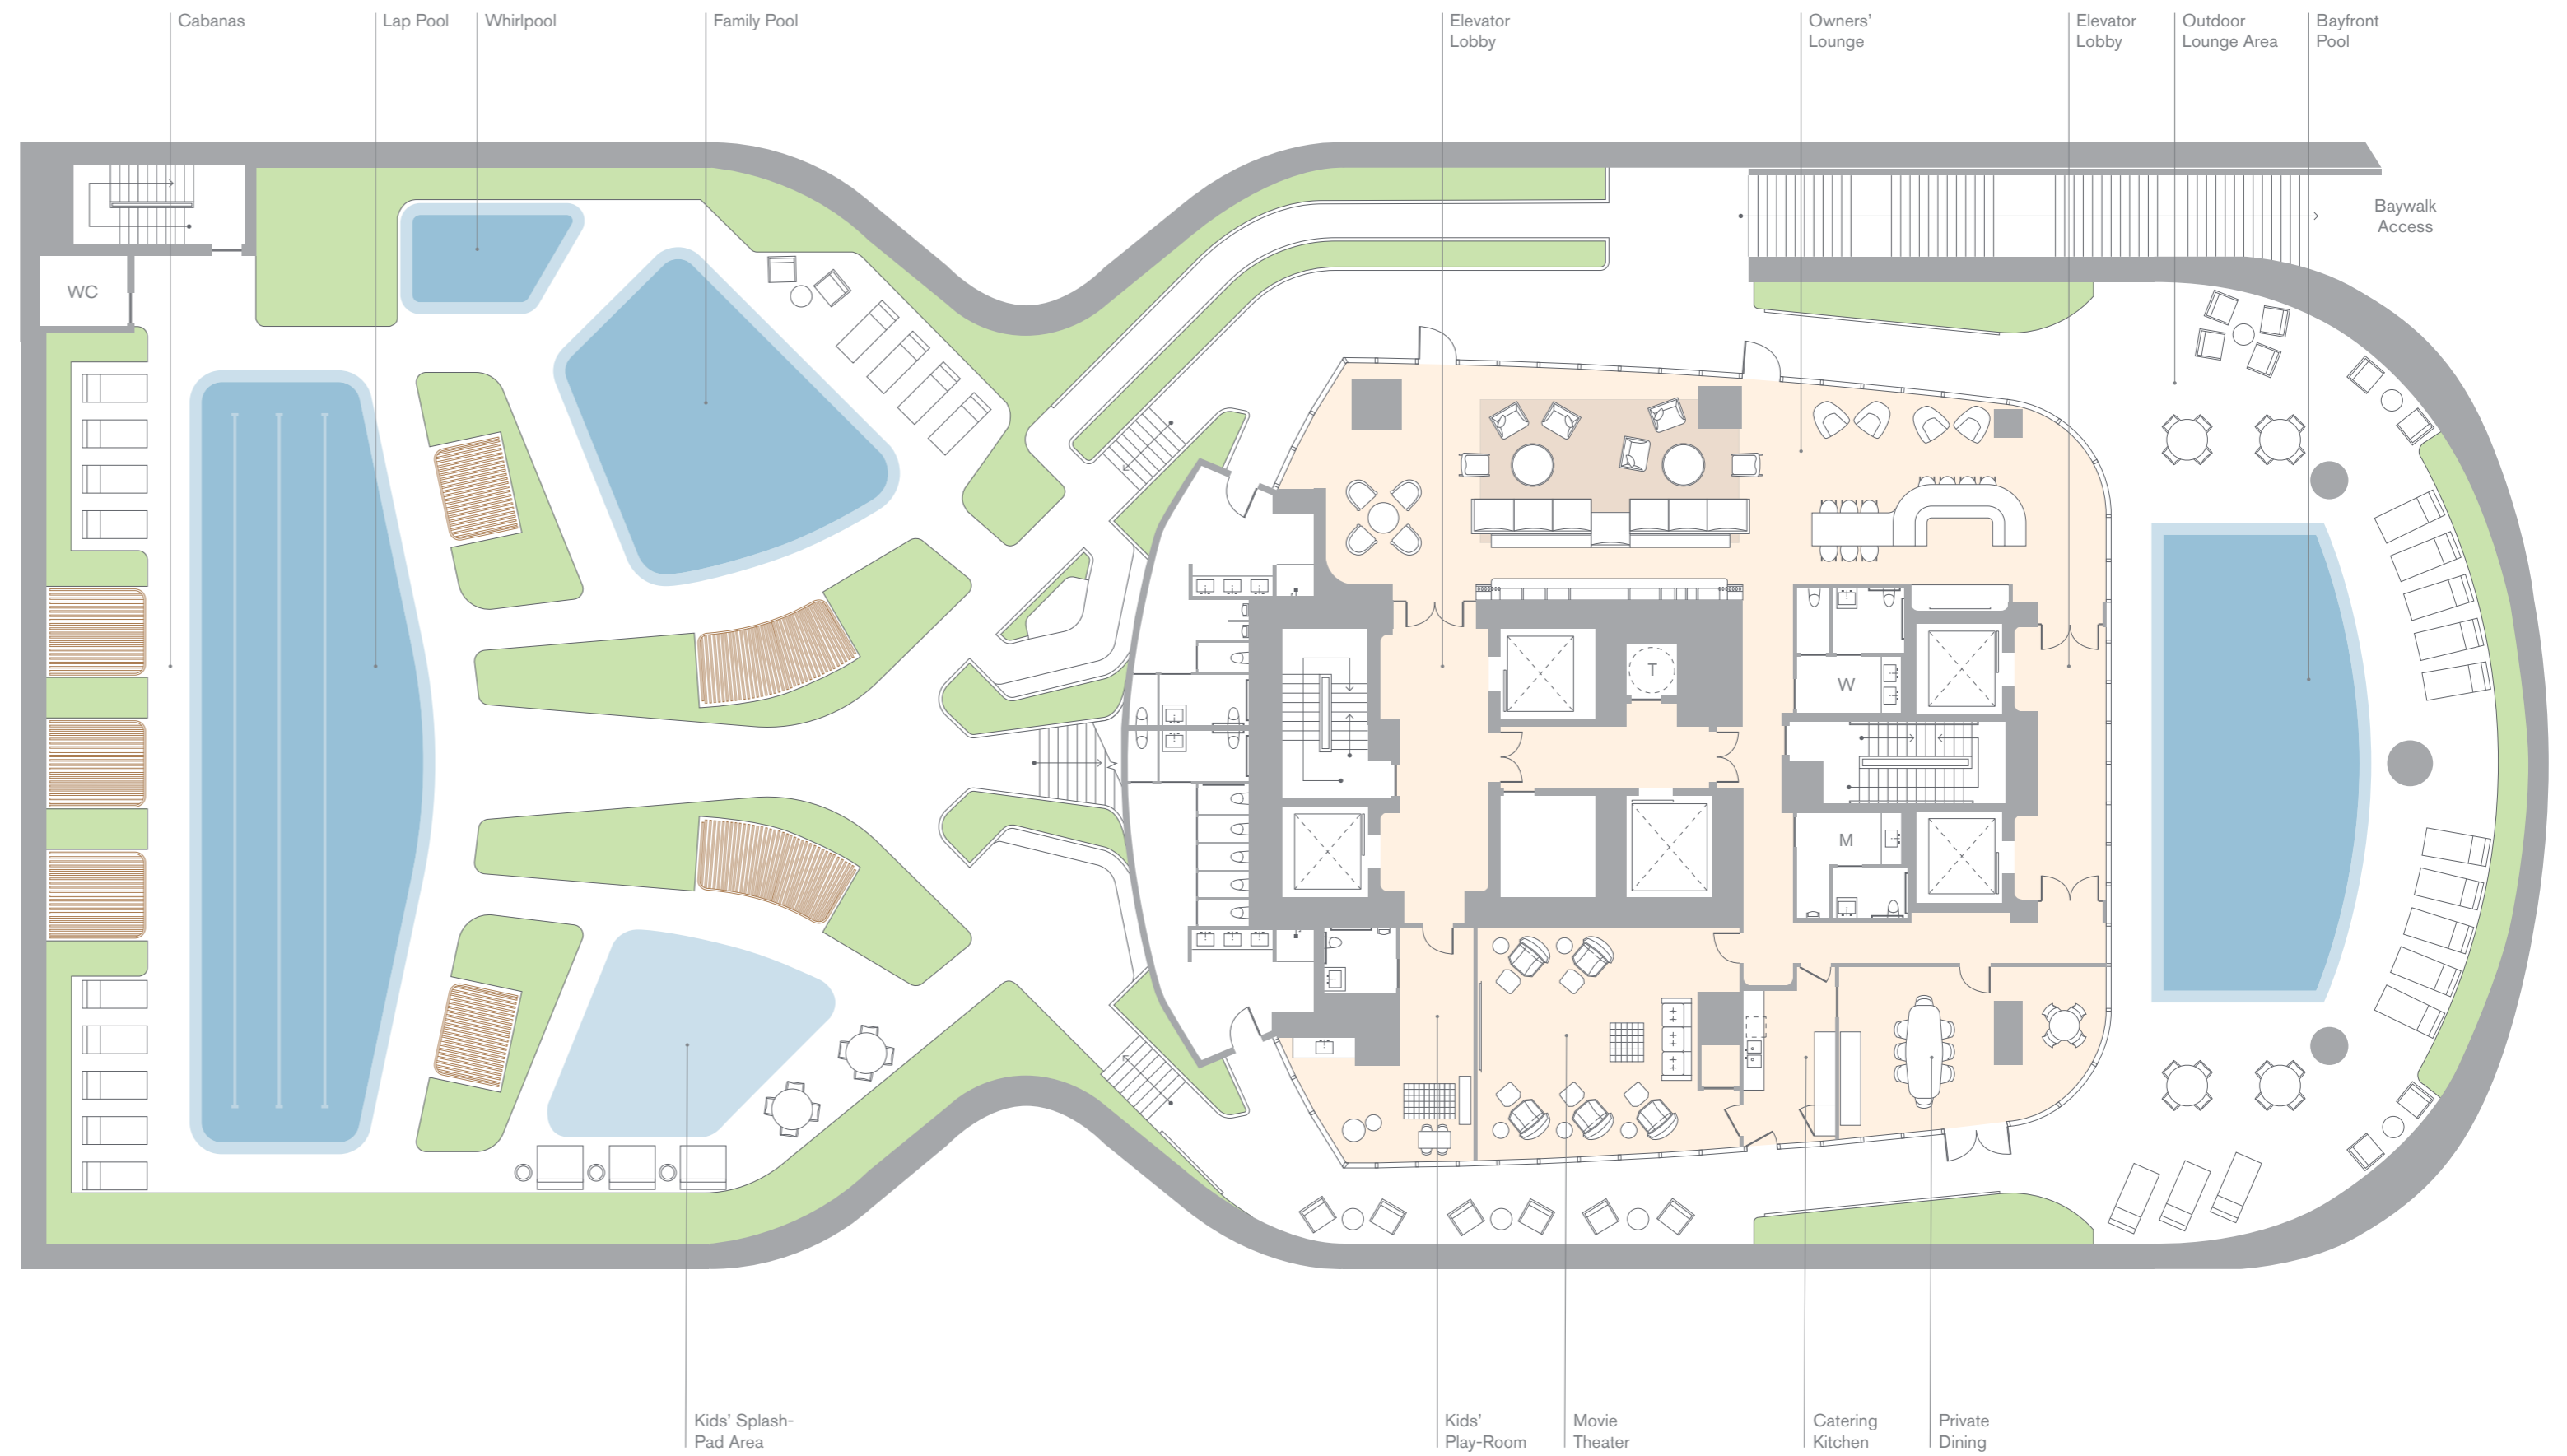 Cabanas
Lap Pool
Whirlpool
Family Pool
Elevator
Lobby
Owners'
Lounge
Elevator
Lobby
Outdoor
Lounge Area
Bayfront
Pool
Baywalk
Access
WC
T
W
M
Kids' Splash-
Pad Area
Kids'
Play-Room
Movie
Theater
Catering
Kitchen
Private
Dining